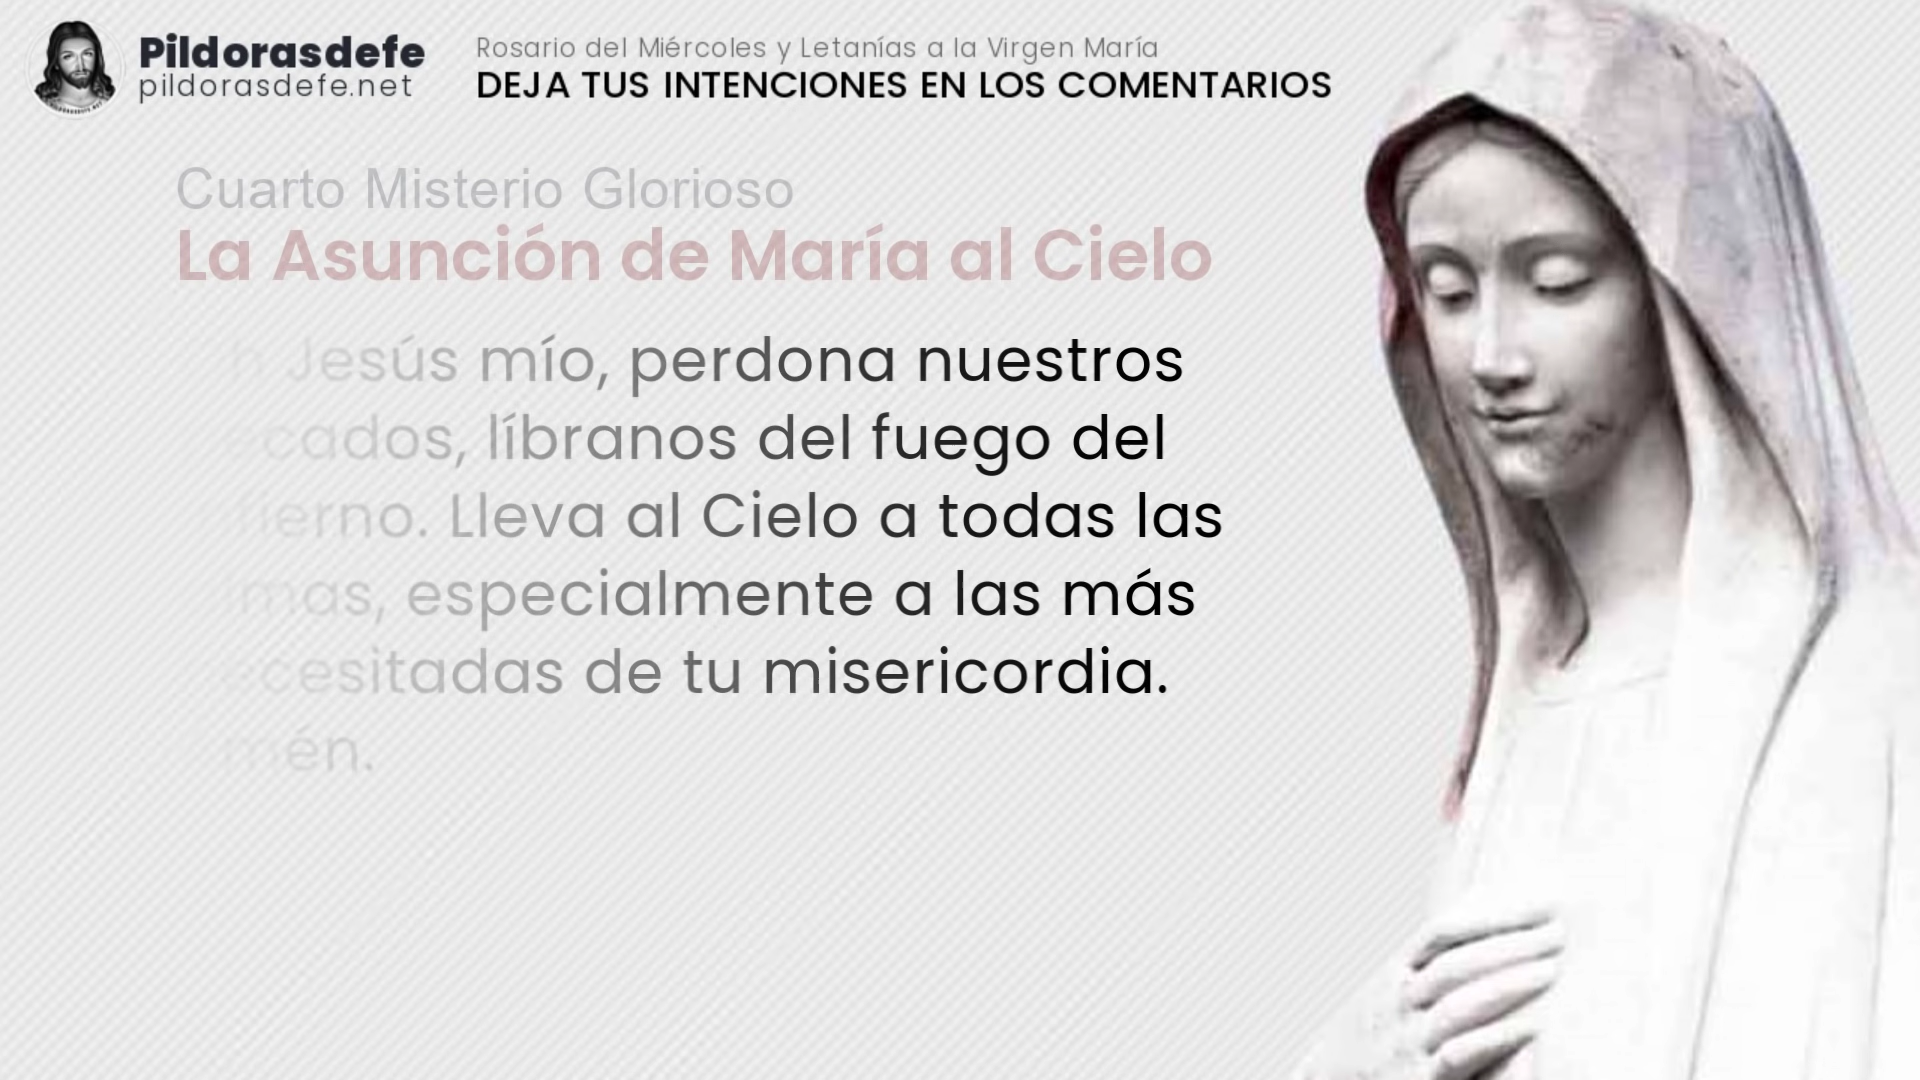 Pildorasdefe
pildorasdefe.net
Rosario del Miércoles y Letanías a la Virgen María
DEJA TUS INTENCIONES EN LOS COMENTARIOS
Cuarto Misterio Glorioso
La Asunción de María al Cielo
Jesús mío, perdona nuestros
cados, líbranos del fuego del
ierno. Lleva al Cielo a todas las
mas, especialmente a las más
cesitadas de tu misericordia.
mén.